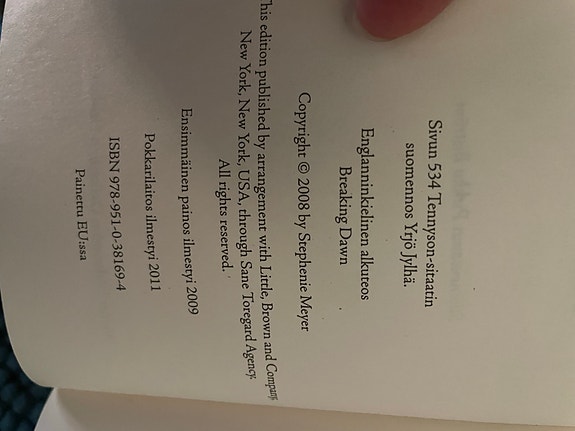 Sivun 534 Tennyson-sitaatin
suomennos Yrjö Jylhä.
Englanninkielinen alkuteos
Breaking Dawn
Copyright © 2008 by Stephenie Meyer
his edition published by arrangement with Little, Brown and Company,
New York, New York, USA, through Sane Toregard Agency.
All rights reserved.
Ensimmäinen painos ilmestyi 2009
Pokkarilaitos ilmestyi 2011
ISBN 978-951-0-38169-4
Painettu EU:ssa